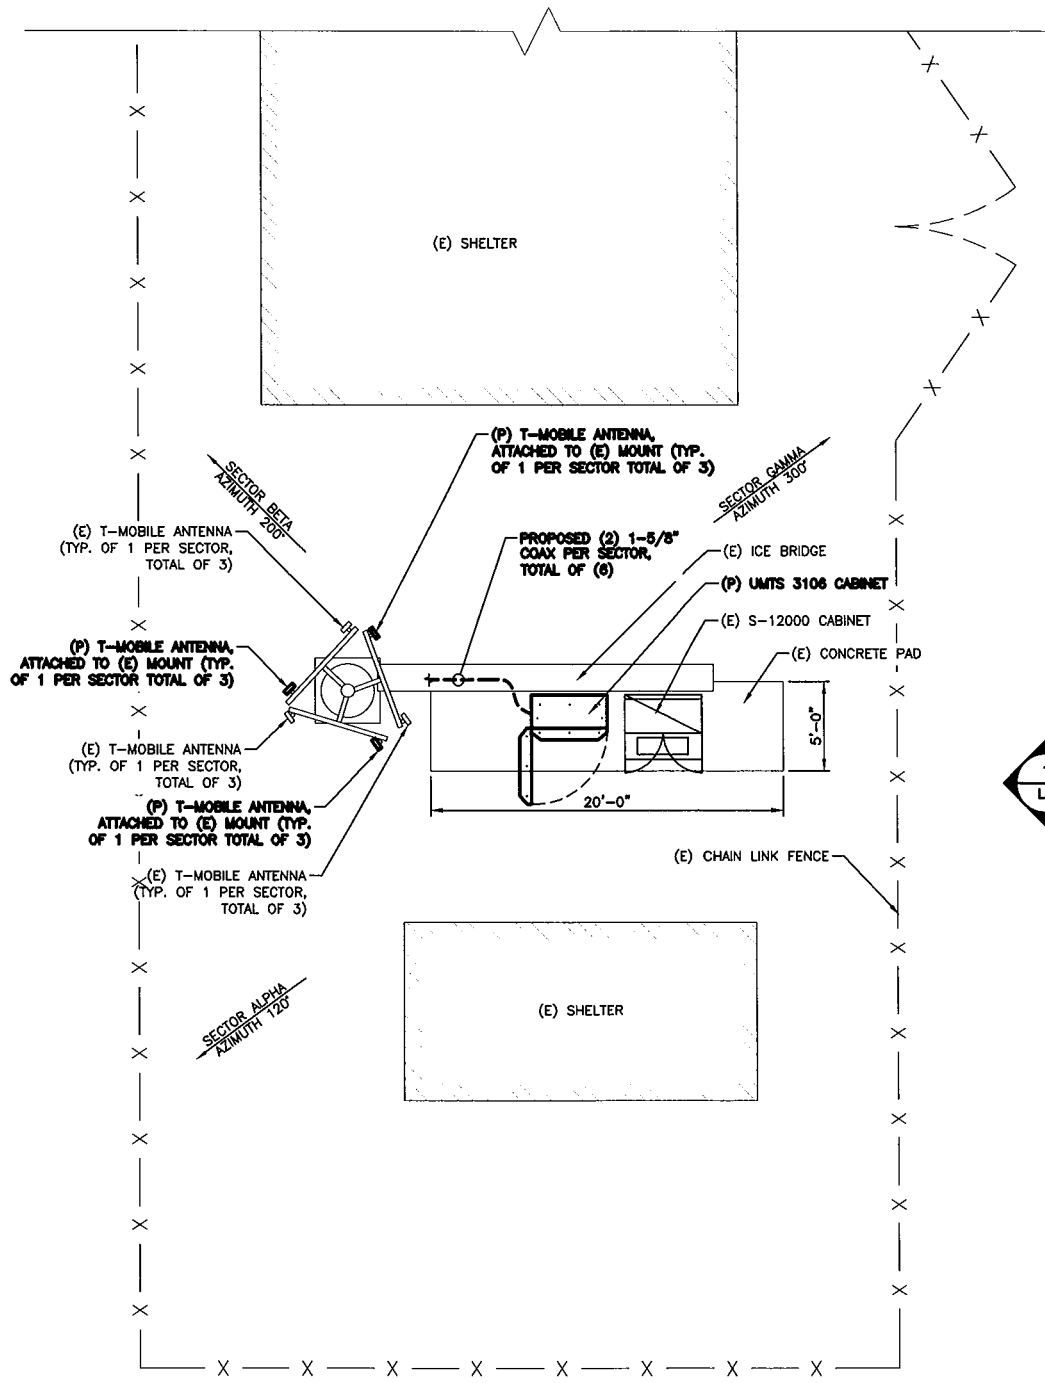 (E) SHELTER
(P) T-MOBILE ANTENNA,
ATTACHED TO (E) MOUNT (TYP.
OF 1 PER SECTOR TOTAL OF 3)
SECTOR GAMMA
AZIMUTH 300°
SECTOR BETA
AZIMUTH 200°
(E) T-MOBILE ANTENNA
(TYP. OF 1 PER SECTOR,
TOTAL OF 3)
PROPOSED (2) 1-5/8"
COAX PER SECTOR,
TOTAL OF (6)
(E) ICE BRIDGE
(P) UMTS 3106 CABINET
(E) S-12000 CABINET
(E) CONCRETE PAD
(P) T-MOBILE ANTENNA,
ATTACHED TO (E) MOUNT (TYP.
OF 1 PER SECTOR TOTAL OF 3)
5'-0"
(E) T-MOBILE ANTENNA
(TYP. OF 1 PER SECTOR,
TOTAL OF 3)
20'-0"
(P) T-MOBILE ANTENNA,
ATTACHED TO (E) MOUNT (TYP.
OF 1 PER SECTOR TOTAL OF 3)
(E) CHAIN LINK FENCE
(E) T-MOBILE ANTENNA
(TYP. OF 1 PER SECTOR,
TOTAL OF 3)
SECTOR ALPHA
AZIMUTH 120°
(E) SHELTER